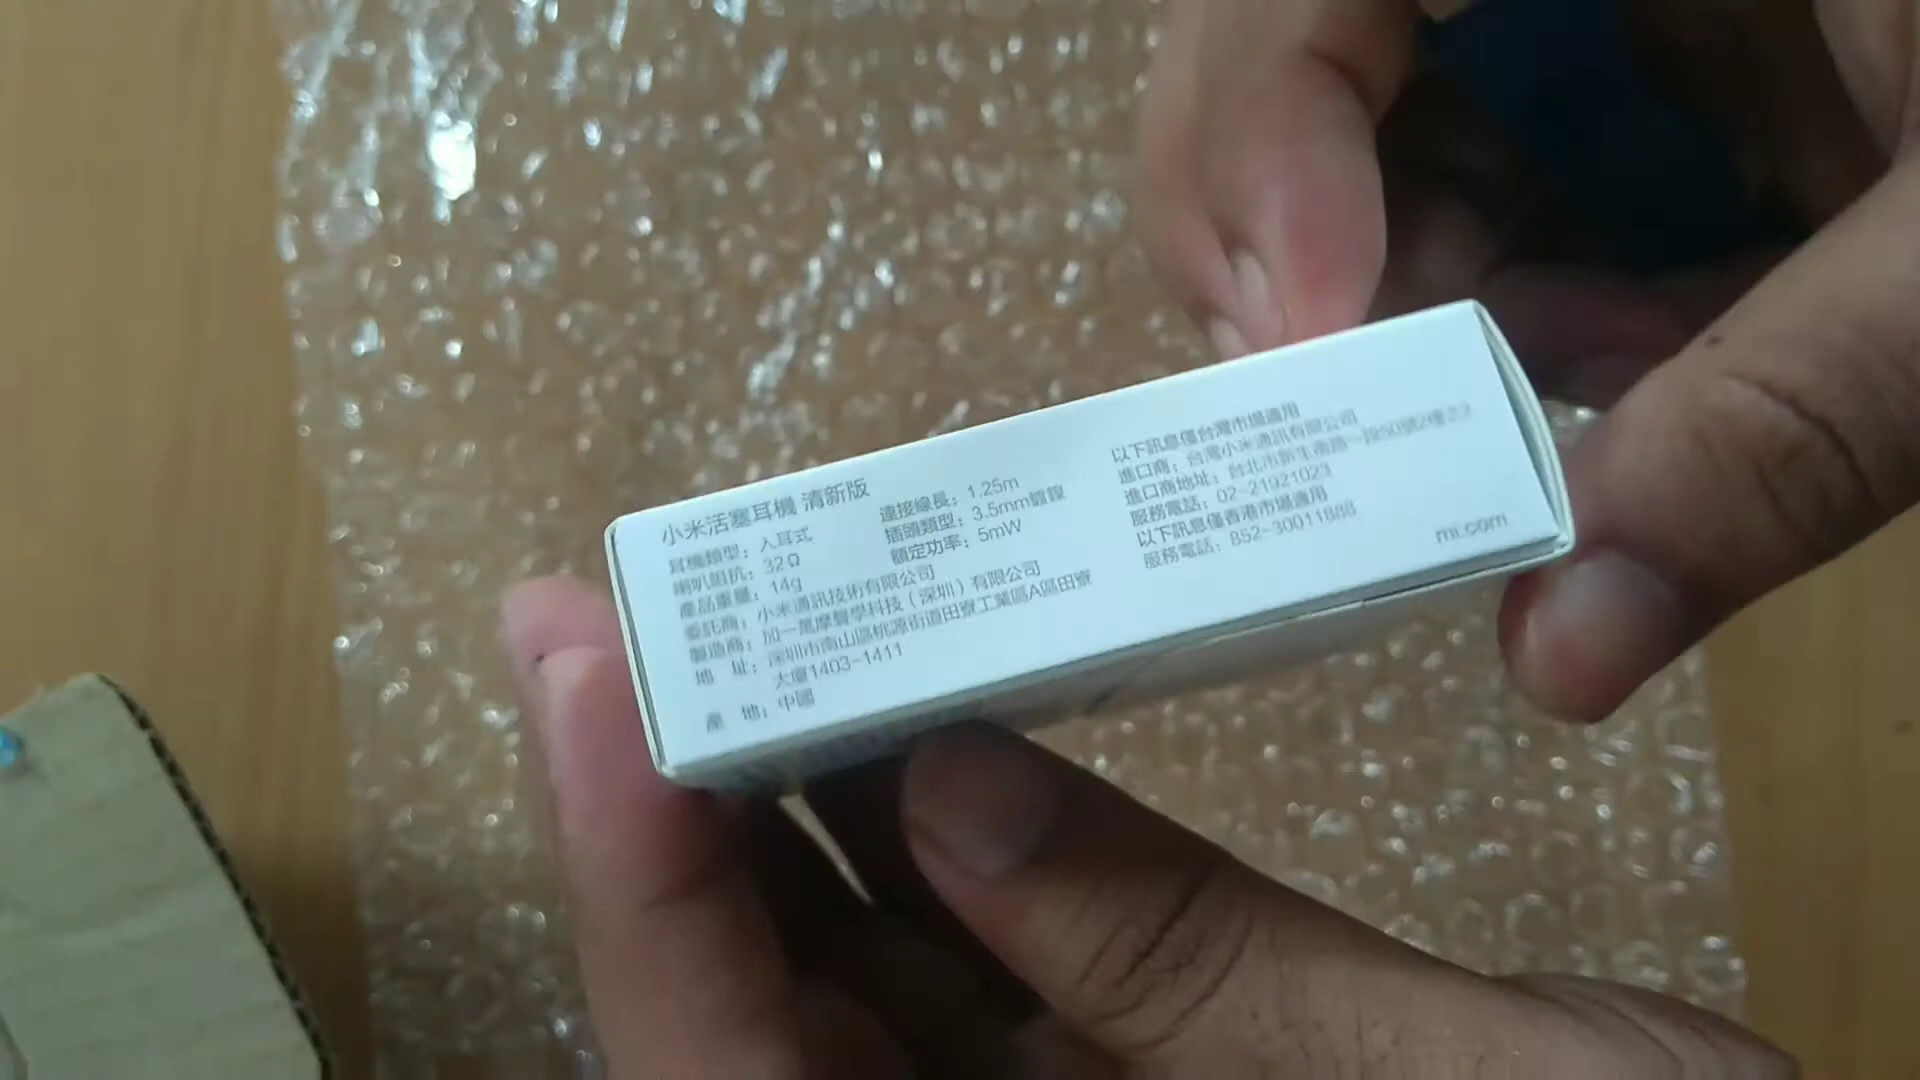 小米活塞耳機 清新版
耳機類型：入耳式
喇叭阻抗：32Ω
產品重量：14g
連接線長：1.25m
插頭類型：3.5mm鍍鎳
額定功率：5mW
委託商：小米通訊技術有限公司
製造商：加一萬摩聲學科技（深圳）有限公司
地 址：深圳市南山區桃源街道田寮工業區A區田寮
大廈1403-1411
產 地：中國
以下訊息僅台灣市場適用
進口商：台灣小米通訊有限公司
進口商地址：台北市新生南路一段50號2樓之2
服務電話：02-21921023
以下訊息僅香港市場適用
服務電話：852-30011888
mi.com